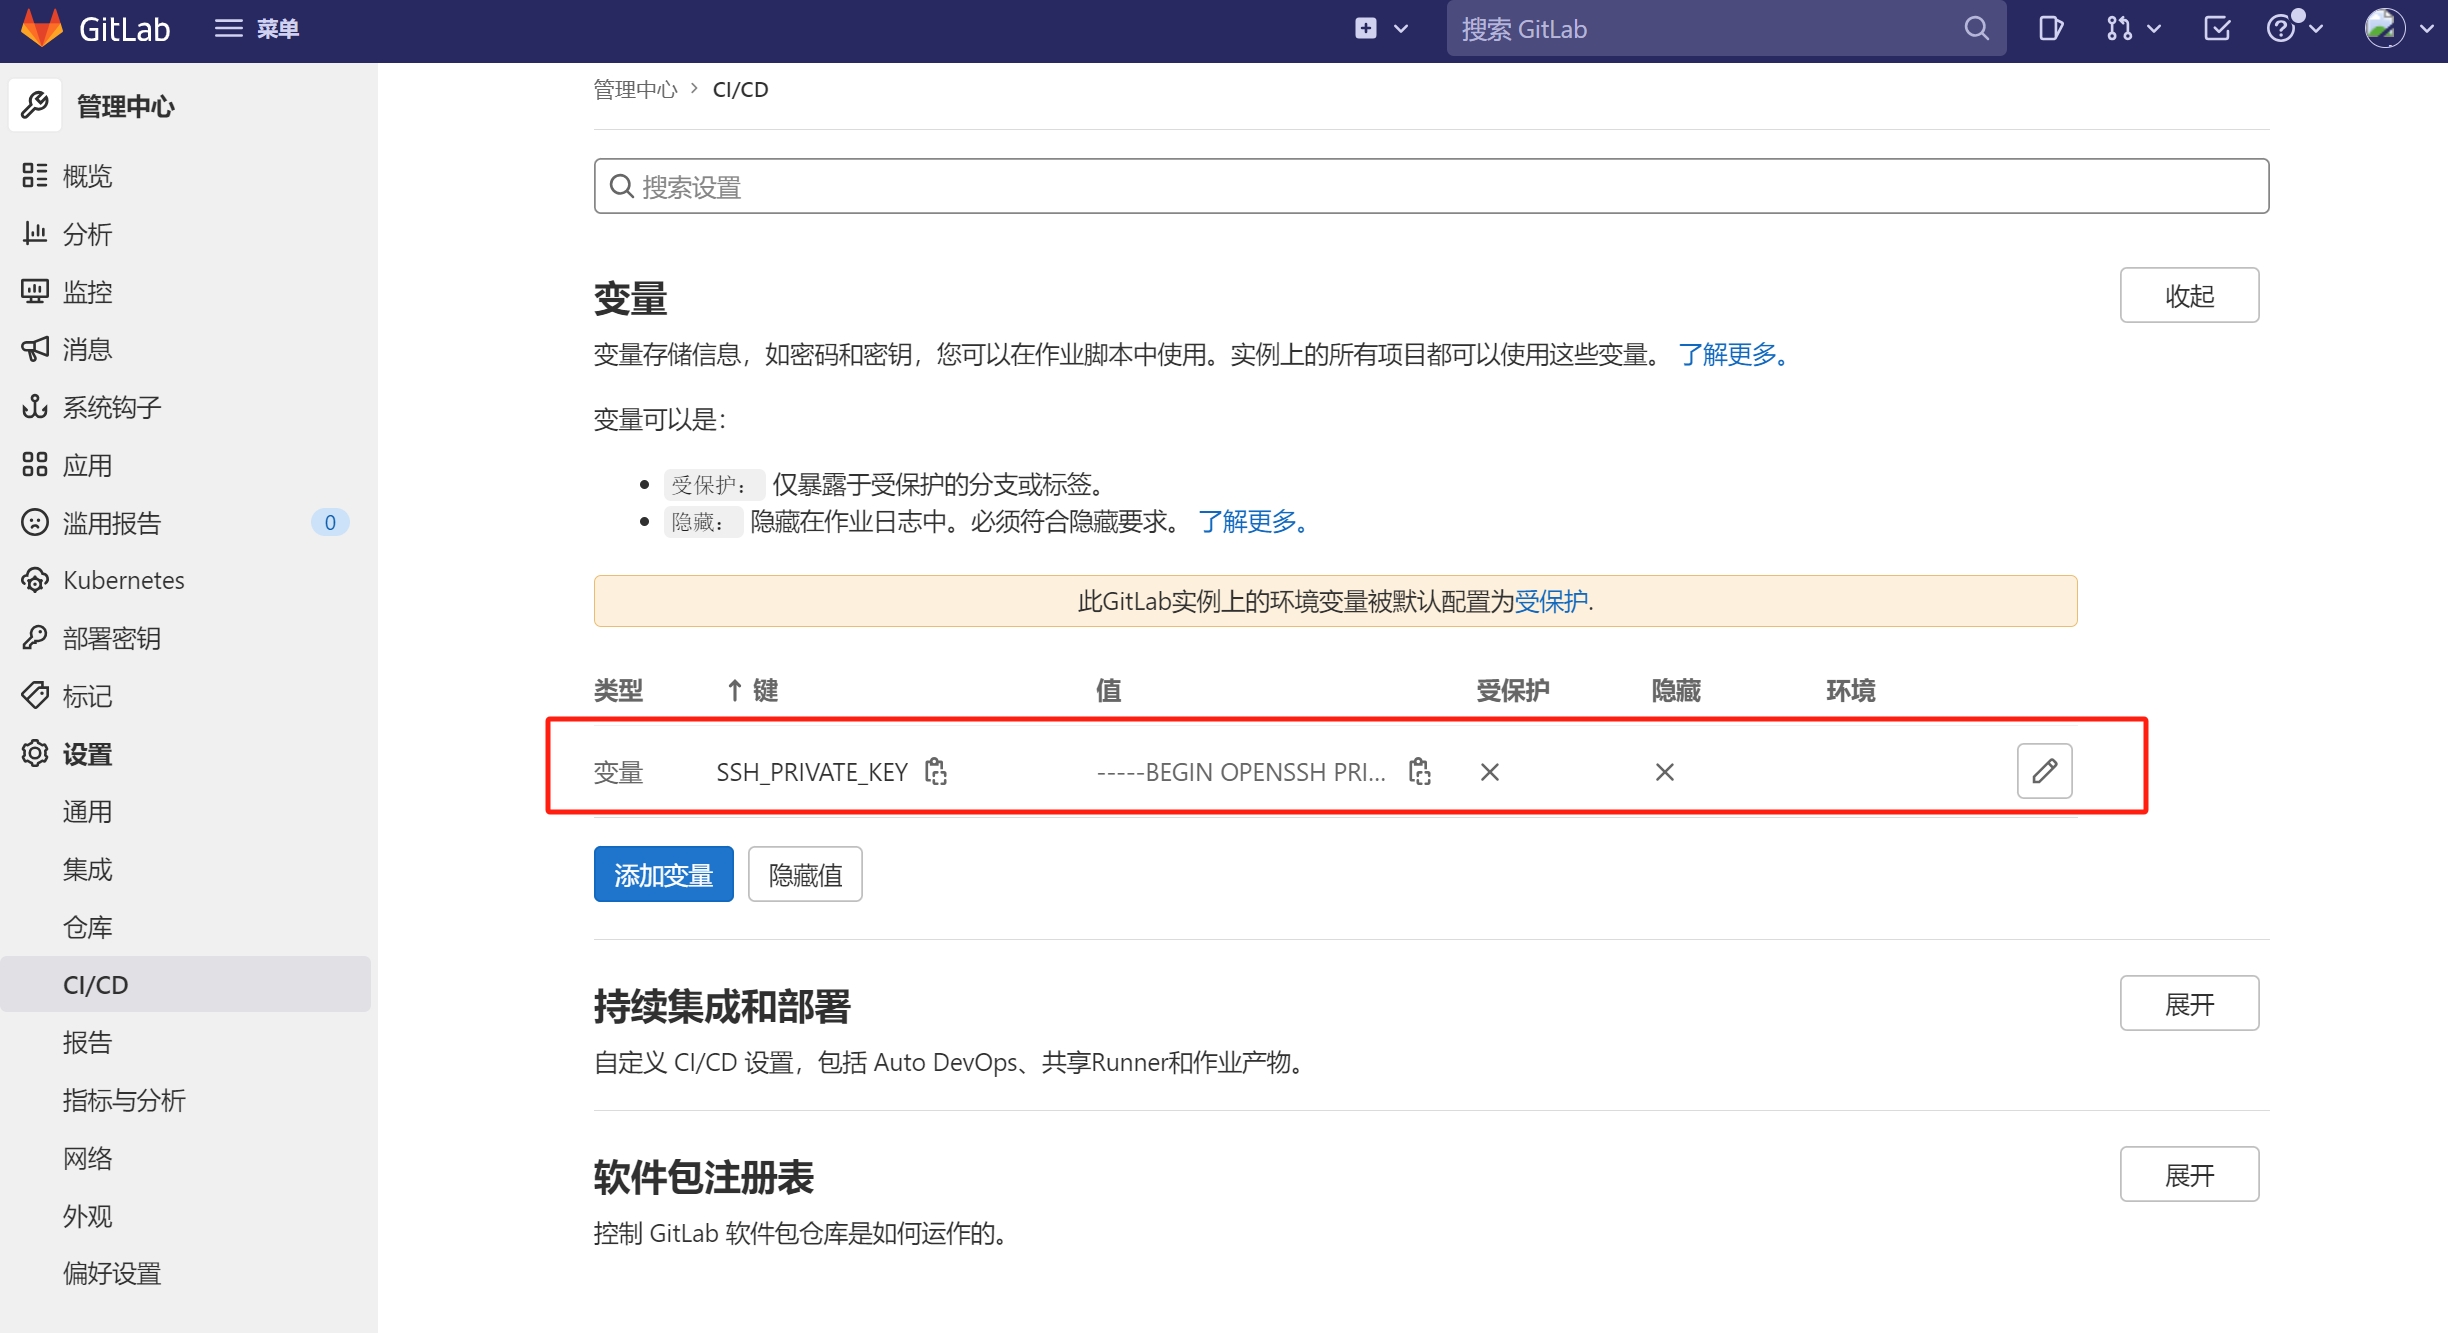 GitLab
菜单
搜索 GitLab
管理中心
概览
分析
监控
消息
系统钩子
应用
滥用报告
0
Kubernetes
部署密钥
标记
设置
通用
集成
仓库
CI/CD
报告
指标与分析
网络
外观
偏好设置
管理中心 › CI/CD
搜索设置
变量
收起
变量存储信息，如密码和密钥，您可以在作业脚本中使用。实例上的所有项目都可以使用这些变量。 了解更多。
变量可以是：
受保护： 仅暴露于受保护的分支或标签。
隐藏： 隐藏在作业日志中。必须符合隐藏要求。 了解更多。
此GitLab实例上的环境变量被默认配置为受保护.
类型 ↑ 键 值 受保护 隐藏 环境
变量 SSH_PRIVATE_KEY -----BEGIN OPENSSH PRI...
添加变量 隐藏值
持续集成和部署
展开
自定义 CI/CD 设置，包括 Auto DevOps、共享Runner和作业产物。
软件包注册表
展开
控制 GitLab 软件包仓库是如何运作的。